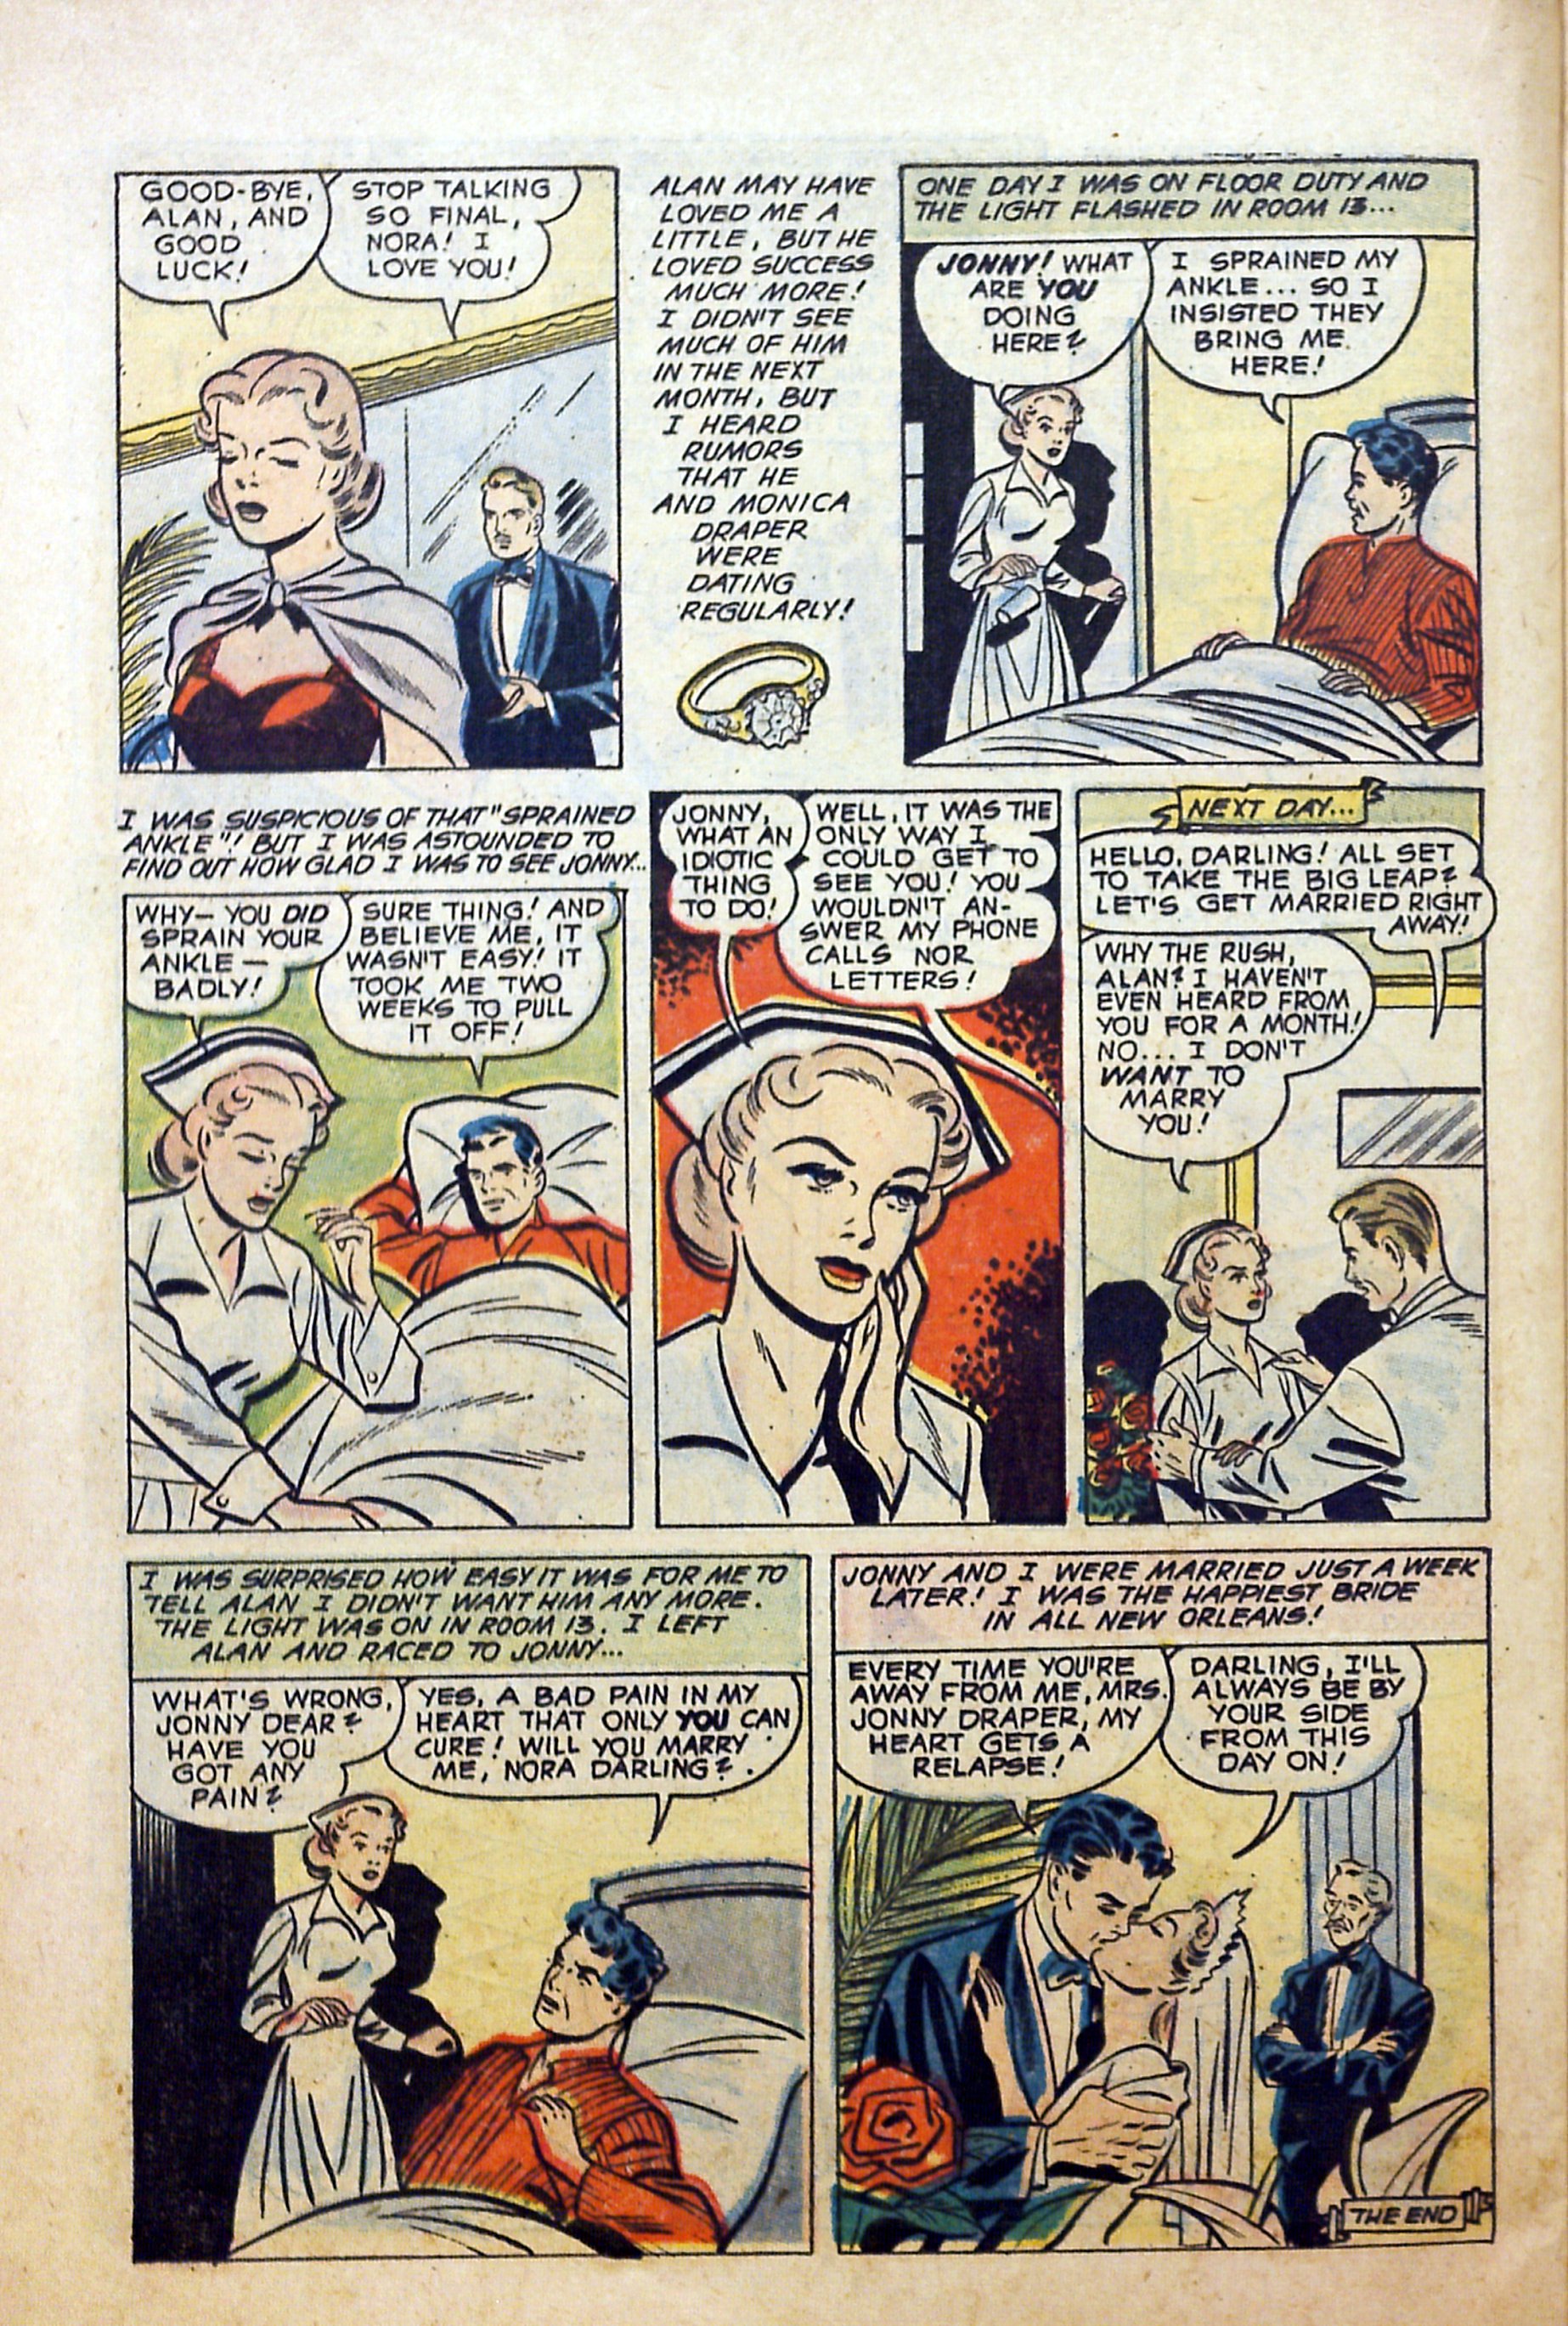 GOOD-BYE,
ALAN, AND
GOOD
LUCK!
STOP TALKING
SO FINAL,
NORA! I
LOVE YOU!
ALAN MAY HAVE
LOVED ME A
LITTLE, BUT HE
LOVED SUCCESS
MUCH MORE!
I DIDN'T SEE
MUCH OF HIM
IN THE NEXT
MONTH, BUT
I HEARD
RUMORS
THAT HE
AND MONICA
DRAPER
WERE
DATING
REGULARLY!
ONE DAY I WAS ON FLOOR DUTY AND
THE LIGHT FLASHED IN ROOM 13...
JONNY! WHAT
ARE YOU
DOING
HERE?
I SPRAINED MY
ANKLE... SO I
INSISTED THEY
BRING ME
HERE!
I WAS SUSPICIOUS OF THAT "SPRAINED
ANKLE"! BUT I WAS ASTOUNDED TO
FIND OUT HOW GLAD I WAS TO SEE JONNY...
WHY— YOU DID
SPRAIN YOUR
ANKLE —
BADLY!
SURE THING! AND
BELIEVE ME, IT
WASN'T EASY! IT
TOOK ME TWO
WEEKS TO PULL
IT OFF!
JONNY,
WHAT AN
IDIOTIC
THING
TO DO!
WELL, IT WAS THE
ONLY WAY I
COULD GET TO
SEE YOU! YOU
WOULDN'T AN-
SWER MY PHONE
CALLS NOR
LETTERS!
NEXT DAY...
HELLO, DARLING! ALL SET
TO TAKE THE BIG LEAP?
LET'S GET MARRIED RIGHT
AWAY!
WHY THE RUSH,
ALAN? I HAVEN'T
EVEN HEARD FROM
YOU FOR A MONTH!
NO... I DON'T
WANT TO
MARRY
YOU!
I WAS SURPRISED HOW EASY IT WAS FOR ME TO
TELL ALAN I DIDN'T WANT HIM ANY MORE.
THE LIGHT WAS ON IN ROOM 13. I LEFT
ALAN AND RACED TO JONNY...
WHAT'S WRONG,
JONNY DEAR?
HAVE YOU
GOT ANY
PAIN?
YES, A BAD PAIN IN MY
HEART THAT ONLY YOU CAN
CURE! WILL YOU MARRY
ME, NORA DARLING?
JONNY AND I WERE MARRIED JUST A WEEK
LATER! I WAS THE HAPPIEST BRIDE
IN ALL NEW ORLEANS!
EVERY TIME YOU'RE
AWAY FROM ME, MRS.
JONNY DRAPER, MY
HEART GETS A
RELAPSE!
DARLING, I'LL
ALWAYS BE BY
YOUR SIDE
FROM THIS
DAY ON!
THE END